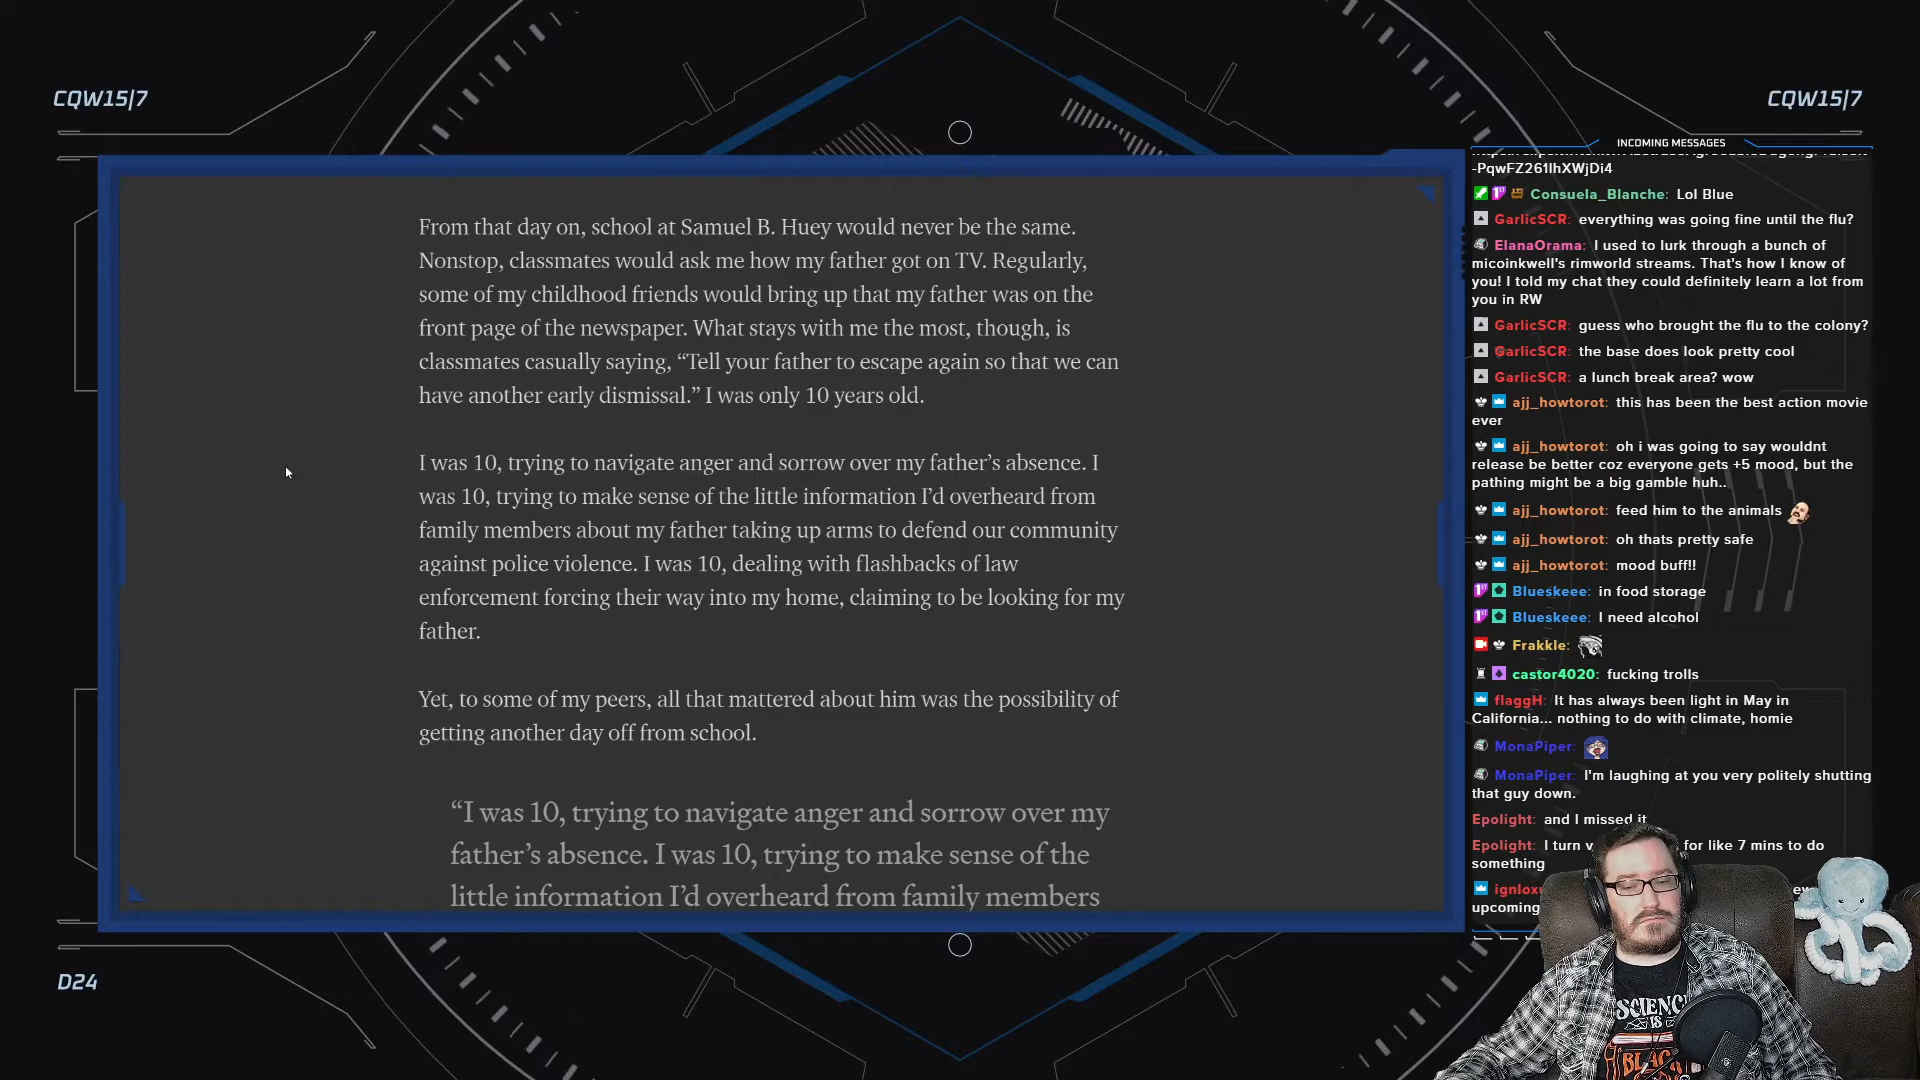 CQW15|7
CQW15|7
INCOMING MESSAGES
From that day on, school at Samuel B. Huey would never be the same.
Nonstop, classmates would ask me how my father got on TV. Regularly,
some of my childhood friends would bring up that my father was on the
front page of the newspaper. What stays with me the most, though, is
classmates casually saying, “Tell your father to escape again so that we can
have another early dismissal.” I was only 10 years old.
I was 10, trying to navigate anger and sorrow over my father’s absence. I
was 10, trying to make sense of the little information I’d overheard from
family members about my father taking up arms to defend our community
against police violence. I was 10, dealing with flashbacks of law
enforcement forcing their way into my home, claiming to be looking for my
father.
Yet, to some of my peers, all that mattered about him was the possibility of
getting another day off from school.
“I was 10, trying to navigate anger and sorrow over my
father’s absence. I was 10, trying to make sense of the
little information I’d overheard from family members
-PqwFZ261IhXWjDi4
Consuela_Blanche: Lol Blue
GarlicSCR: everything was going fine until the flu?
ElanaOrama: I used to lurk through a bunch of
micoinkwell's rimworld streams. That's how I know of
you! I told my chat they could definitely learn a lot from
you in RW
GarlicSCR: guess who brought the flu to the colony?
GarlicSCR: the base does look pretty cool
GarlicSCR: a lunch break area? wow
ajj_howtorot: this has been the best action movie
ever
ajj_howtorot: oh i was going to say wouldnt
release be better coz everyone gets +5 mood, but the
pathing might be a big gamble huh..
ajj_howtorot: feed him to the animals
ajj_howtorot: oh thats pretty safe
ajj_howtorot: mood buff!!
Blueskeee: in food storage
Blueskeee: I need alcohol
Frakkle:
castor4020: fucking trolls
flaggH: It has always been light in May in
California... nothing to do with climate, homie
MonaPiper:
MonaPiper: I'm laughing at you very politely shutting
that guy down.
Epolight: and I missed it
Epolight: I turn for like 7 mins to do
something
upcoming
D24
SCIENCE
IS